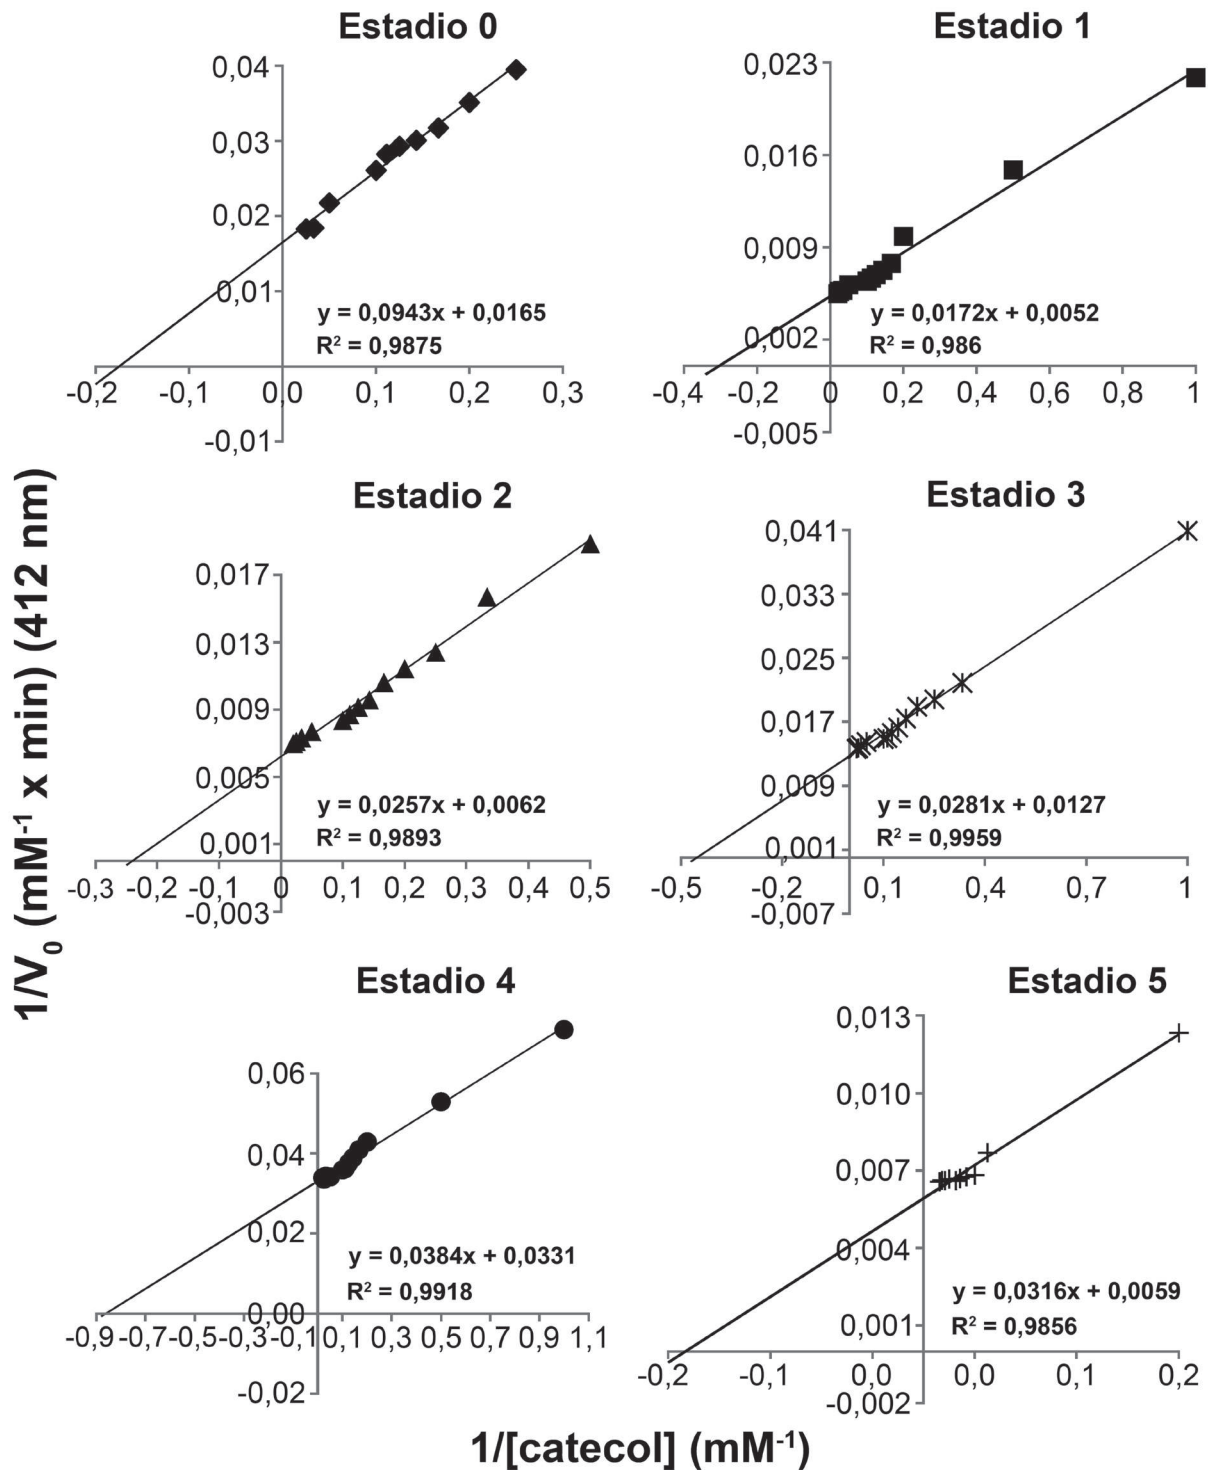 Estadio 0
0,04
0,03
0,02
0,01
y = 0,0943x + 0,0165
R² = 0,9875
-0,2 -0,1 0,0 0,1 0,2 0,3
-0,01
Estadio 1
0,023
0,016
0,009
0,002
y = 0,0172x + 0,0052
R² = 0,986
-0,4 -0,2 0 0,2 0,4 0,6 0,8 1
-0,005
1/V₀ (mM⁻¹ x min) (412 nm)
Estadio 2
0,017
0,013
0,009
0,005
y = 0,0257x + 0,0062
R² = 0,9893
0,001
-0.3 -0,2 -0,1 0 0,1 0,2 0,3 0,4 0,5
-0,003
Estadio 3
0,041
0,033
0,025
0,017
0,009
y = 0,0281x + 0,0127
R² = 0,9959
0,001
-0,5 -0,2 0,1 0,4 0,7 1
-0,007
Estadio 4
0,06
0,04
0,02
y = 0,0384x + 0,0331
R² = 0,9918
0.00
-0,9 -0,7 -0,5 -0,3 -0,1 0,1 0,3 0,5 0,7 0,9 1,1
-0,02
Estadio 5
0,013
0,010
0,007
0,004
y = 0,0316x + 0,0059
R² = 0,9856
0,001
-0,2 -0,1 0,0 0,0 0,1 0,2
-0,002
1/[catecol] (mM⁻¹)